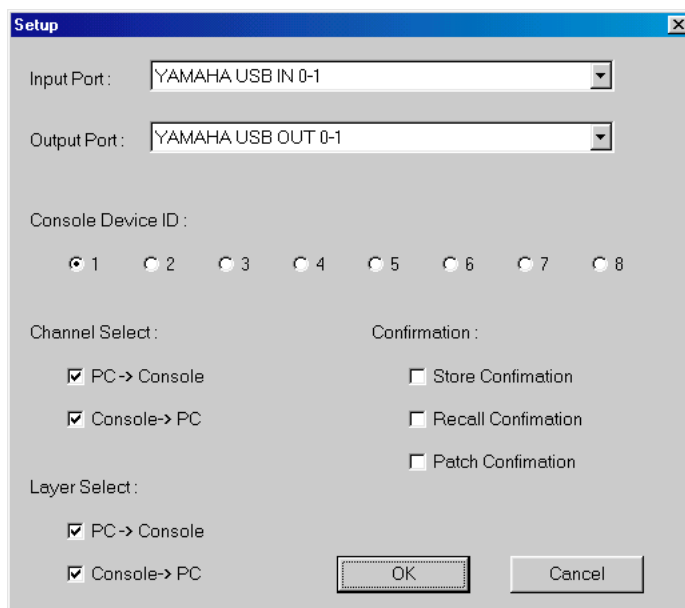 Setup
Input Port :
YAMAHA USB IN 0-1
Output Port :
YAMAHA USB OUT 0-1
Console Device ID :
1 2 3 4 5 6 7 8
Channel Select :
PC -> Console
Console-> PC
Confirmation :
Store Confimation
Recall Confimation
Patch Confimation
Layer Select :
PC -> Console
Console-> PC
OK
Cancel